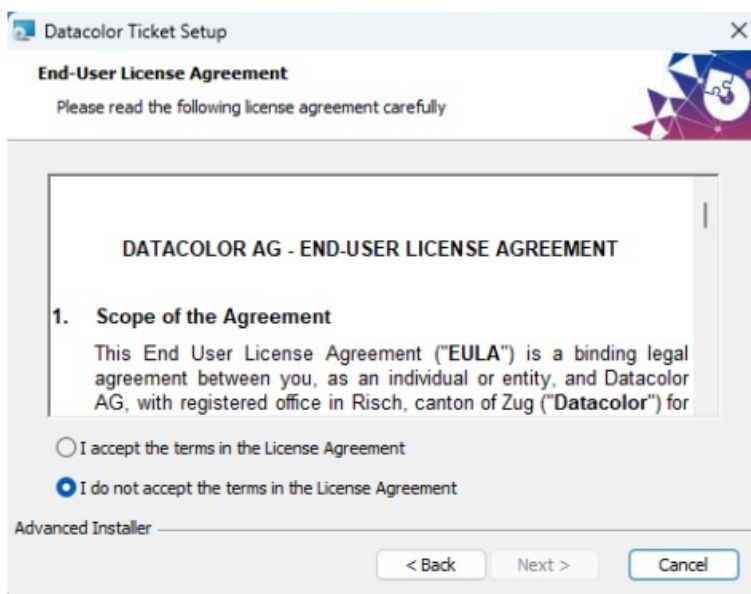 Datacolor Ticket Setup
End-User License Agreement
Please read the following license agreement carefully
DATACOLOR AG - END-USER LICENSE AGREEMENT
1. Scope of the Agreement
This End User License Agreement ("EULA") is a binding legal
agreement between you, as an individual or entity, and Datacolor
AG, with registered office in Risch, canton of Zug ("Datacolor") for
I accept the terms in the License Agreement
I do not accept the terms in the License Agreement
Advanced Installer
< Back Next > Cancel